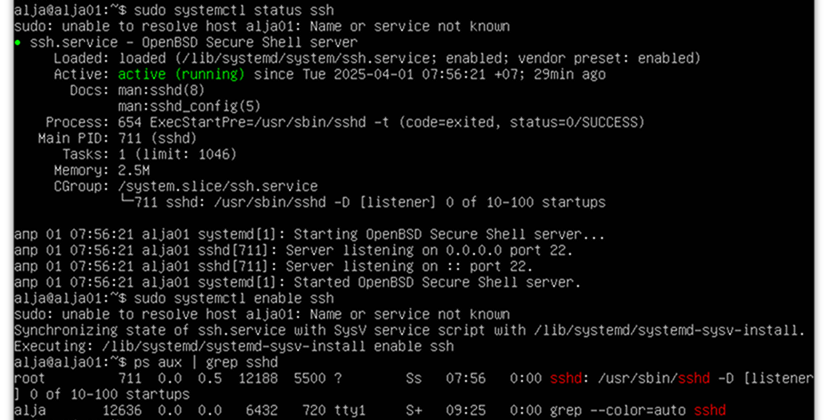 alja@alja01:~$ sudo systemctl status ssh
sudo: unable to resolve host alja01: Name or service not known
● ssh.service - OpenBSD Secure Shell server
     Loaded: loaded (/lib/systemd/system/ssh.service; enabled; vendor preset: enabled)
     Active: active (running) since Tue 2025-04-01 07:56:21 +07; 29min ago
       Docs: man:sshd(8)
             man:sshd_config(5)
    Process: 654 ExecStartPre=/usr/sbin/sshd -t (code=exited, status=0/SUCCESS)
   Main PID: 711 (sshd)
      Tasks: 1 (limit: 1046)
     Memory: 2.5M
     CGroup: /system.slice/ssh.service
             └─711 sshd: /usr/sbin/sshd -D [listener] 0 of 10-100 startups
апр 01 07:56:21 alja01 systemd[1]: Starting OpenBSD Secure Shell server...
апр 01 07:56:21 alja01 sshd[711]: Server listening on 0.0.0.0 port 22.
апр 01 07:56:21 alja01 sshd[711]: Server listening on :: port 22.
апр 01 07:56:21 alja01 systemd[1]: Started OpenBSD Secure Shell server.
alja@alja01:~$ sudo systemctl enable ssh
sudo: unable to resolve host alja01: Name or service not known
Synchronizing state of ssh.service with SysV service script with /lib/systemd/systemd-sysv-install.
Executing: /lib/systemd/systemd-sysv-install enable ssh
alja@alja01:~$ ps aux | grep sshd
root         711  0.0  0.5  12188  5500 ?        Ss   07:56   0:00 sshd: /usr/sbin/sshd -D [listener
] 0 of 10-100 startups
alja       12636  0.0  0.0   6432   720 tty1     S+   09:25   0:00 grep --color=auto sshd